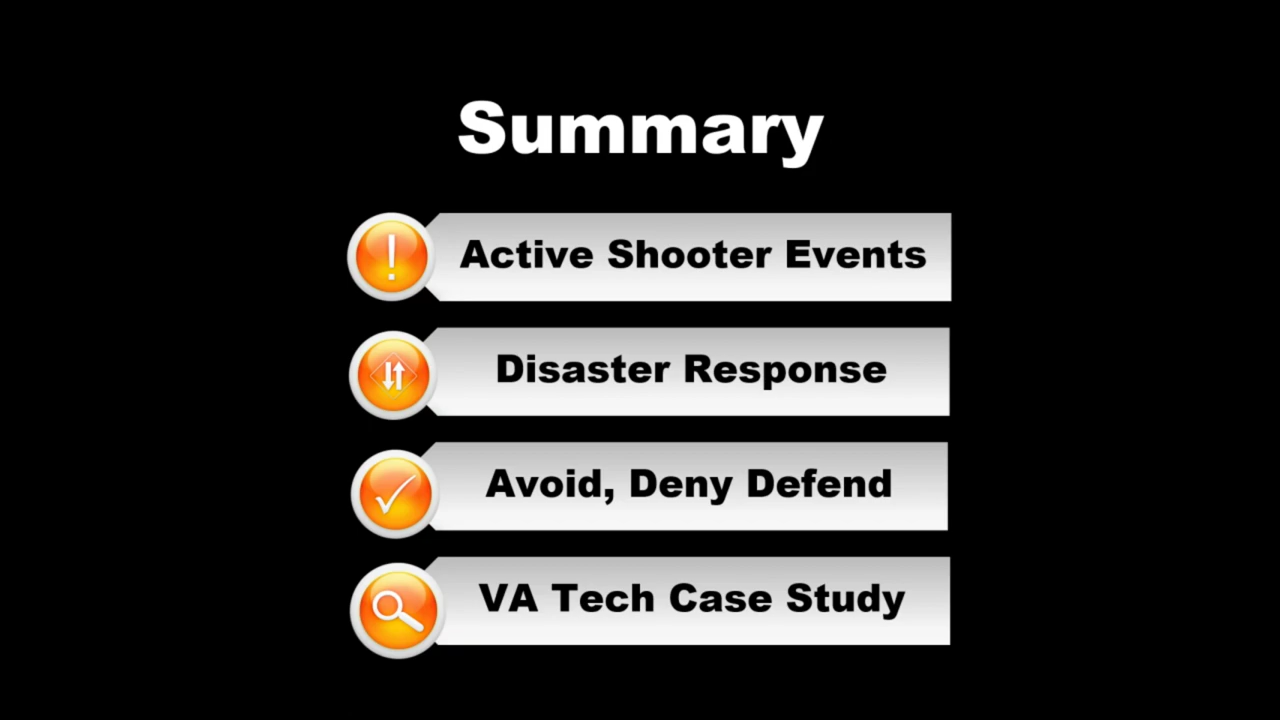 Summary
Active Shooter Events
Disaster Response
Avoid, Deny Defend
VA Tech Case Study